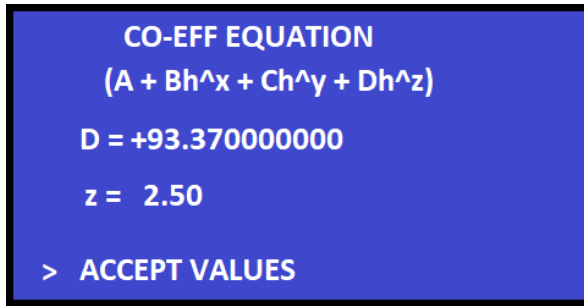 CO-EFF EQUATION
(A + Bh^x + Ch^y + Dh^z)
D = +93.370000000
z = 2.50
> ACCEPT VALUES